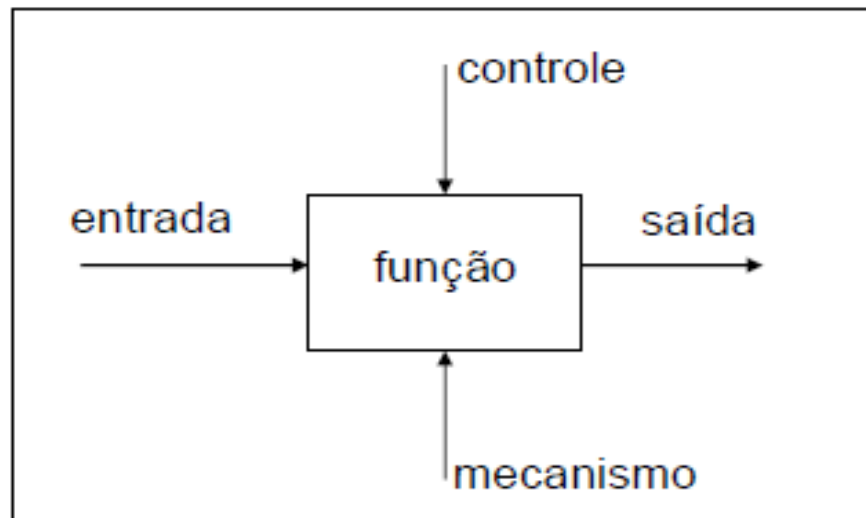 controle
entrada
saída
função
mecanismo